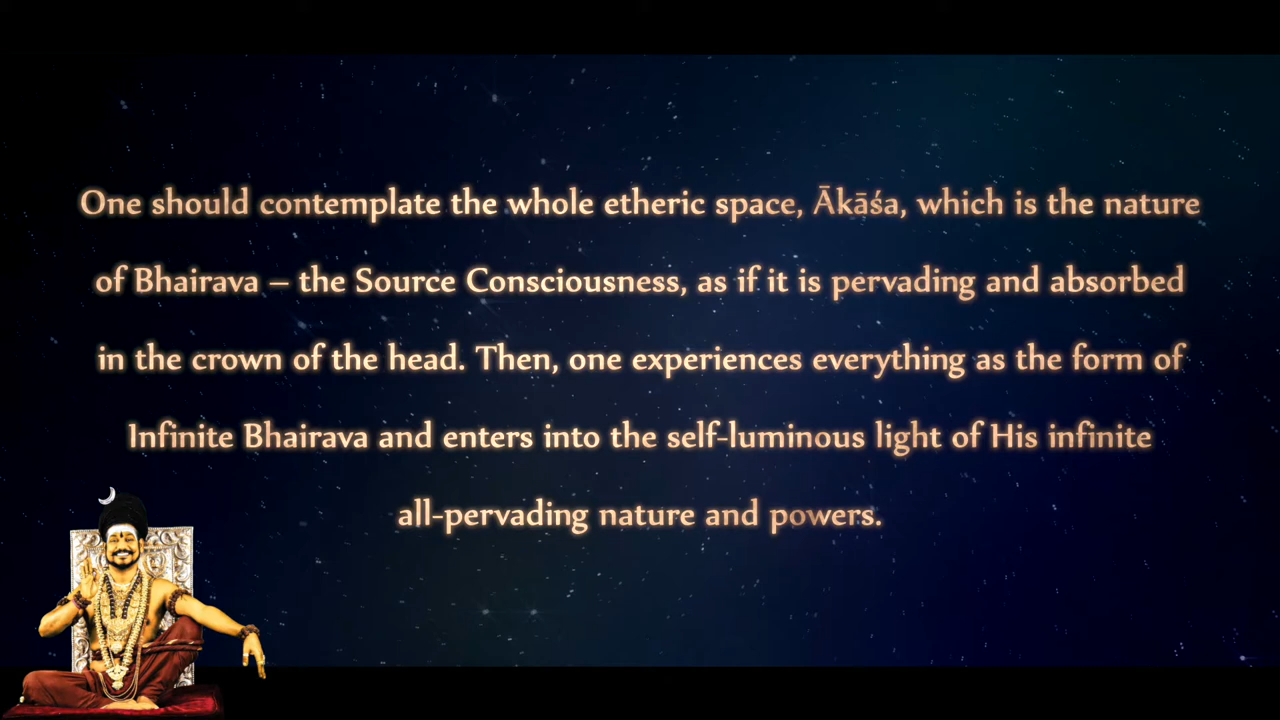 One should contemplate the whole etheric space, Ākāśa, which is the nature
of Bhairava – the Source Consciousness, as if it is pervading and absorbed
in the crown of the head. Then, one experiences everything as the form of
Infinite Bhairava and enters into the self-luminous light of His infinite
all-pervading nature and powers.